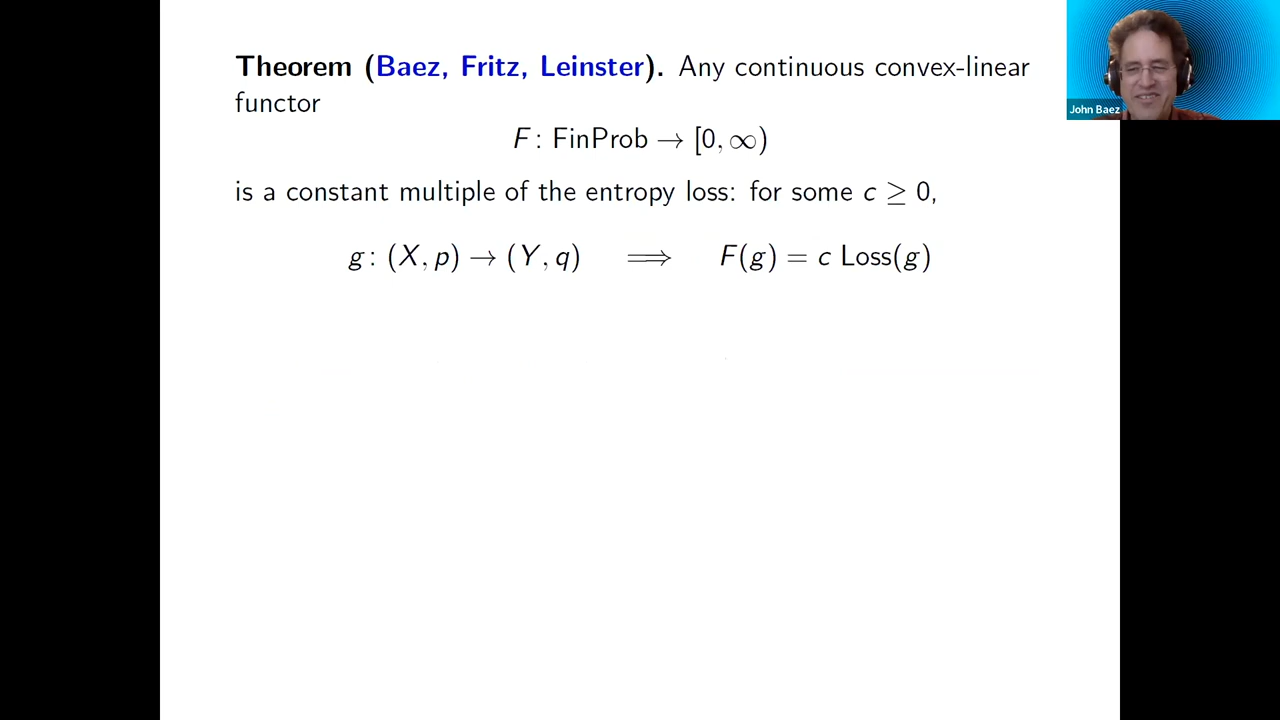 Theorem (Baez, Fritz, Leinster). Any continuous convex-linear
functor
F : FinProb → [0, ∞)
is a constant multiple of the entropy loss: for some c ≥ 0,
g : (X, p) → (Y, q) ⟹ F(g) = c Loss(g)
John Baez